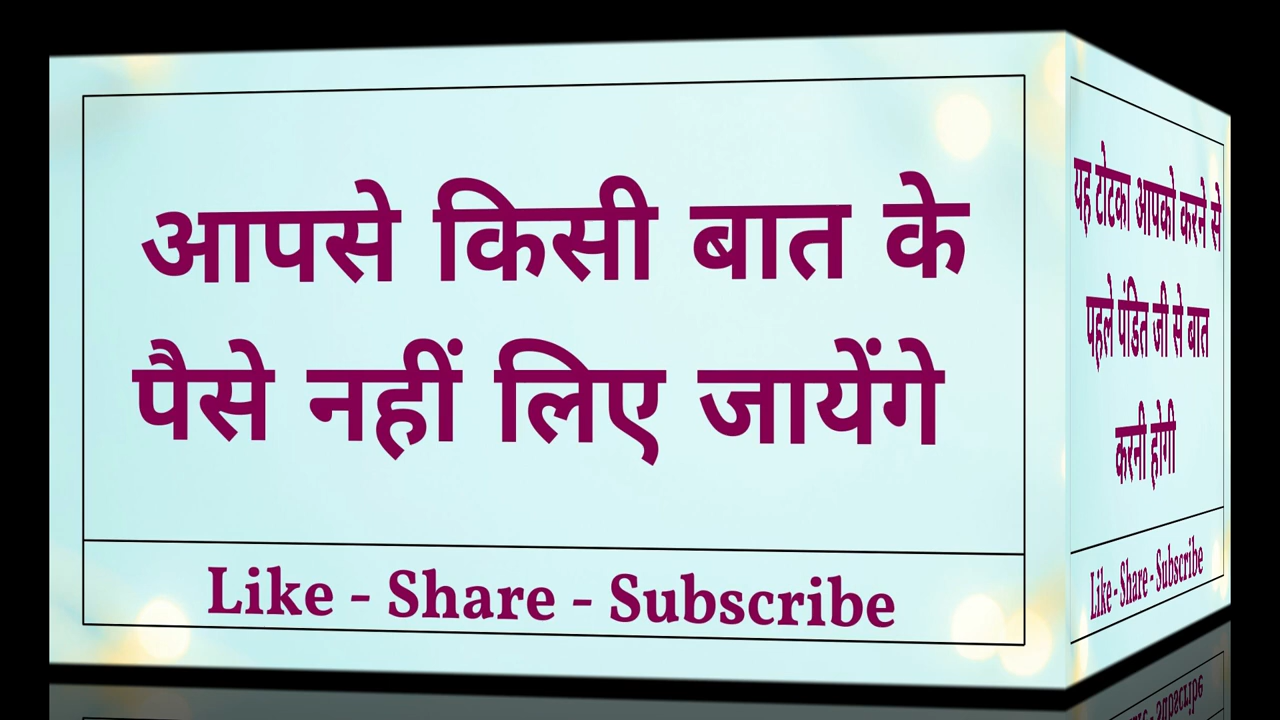 आपसे किसी बात के
पैसे नहीं लिए जायेंगे
Like - Share - Subscribe
यह टोटका आपको करने से
पहले पंडित जी से बात
करनी होगी
Like - Share - Subscribe